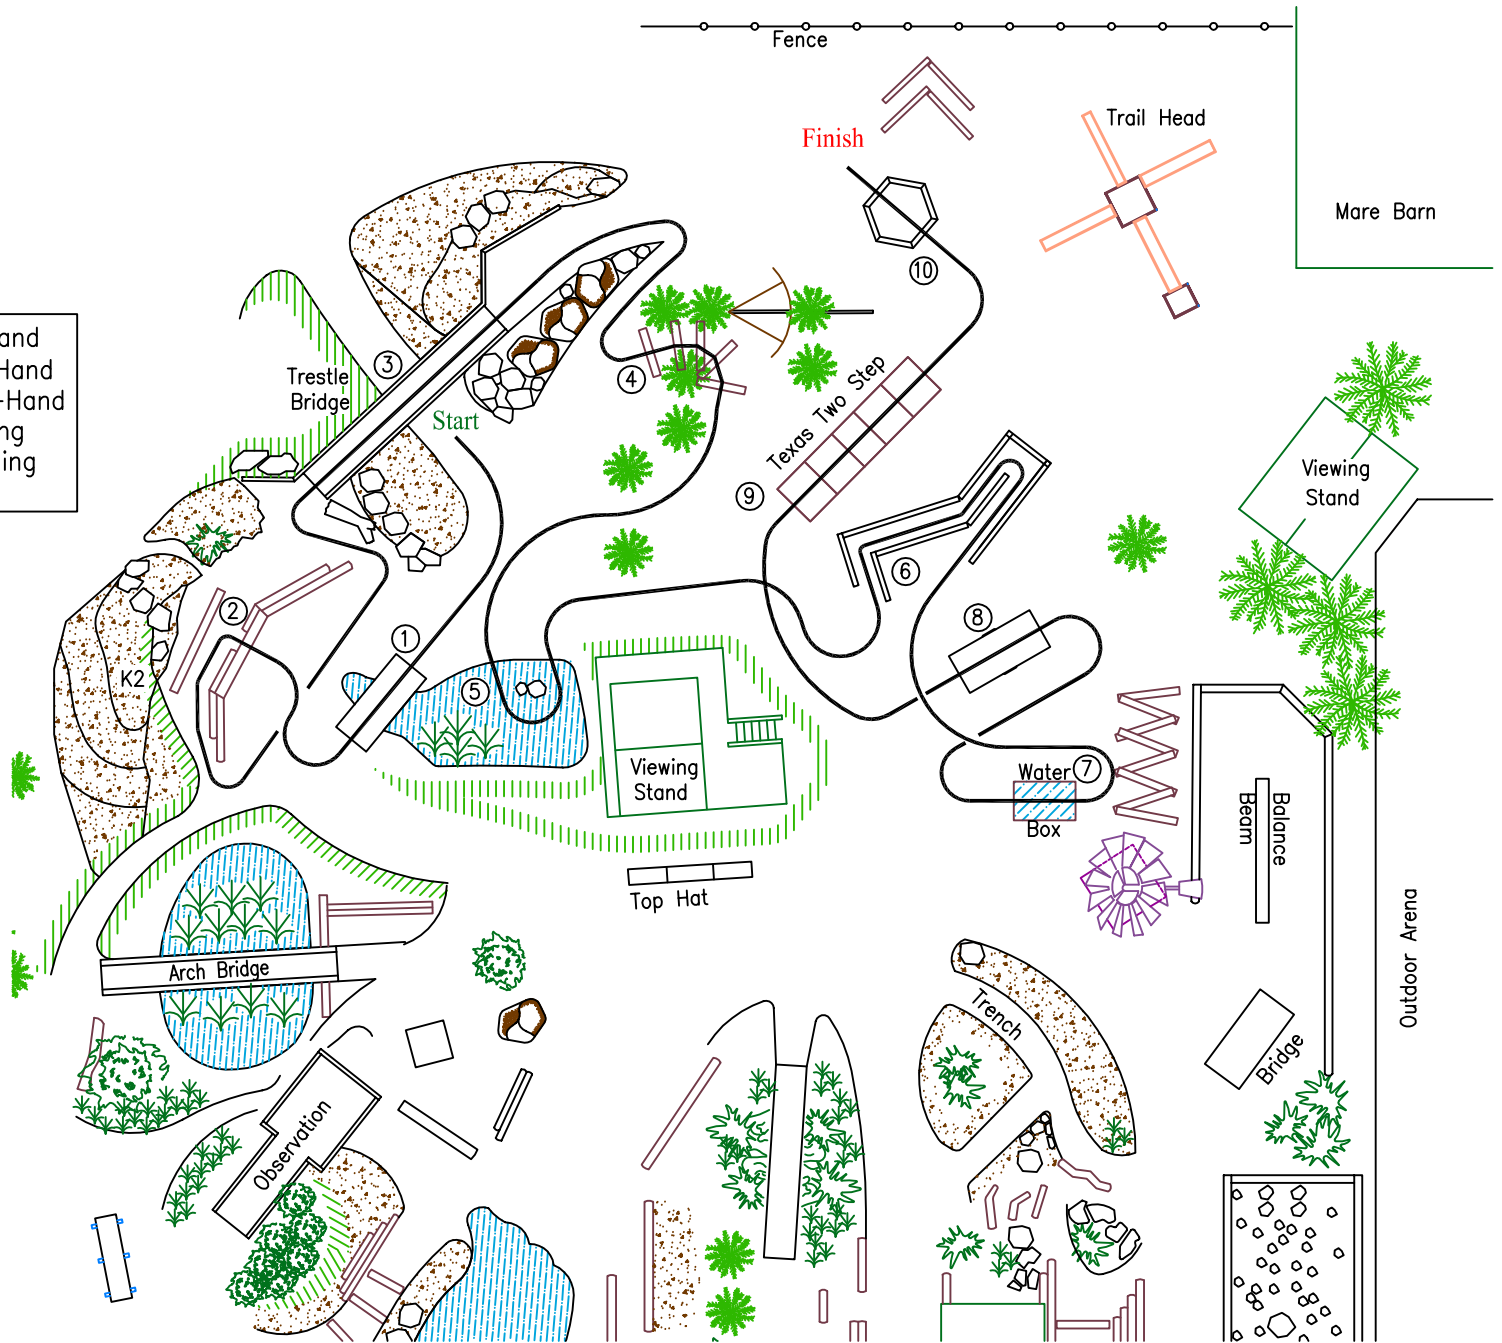 Fence
Trail Head
Finish
Mare Barn
10
and
Hand
-Hand
ng
ing
3
Trestle
Bridge
Start
4
Texas Two Step
9
Viewing
Stand
6
2
1
8
K2
5
Viewing
Stand
Water
7
Box
Balance
Beam
Top Hat
Arch Bridge
Outdoor Arena
Trench
Bridge
Observation